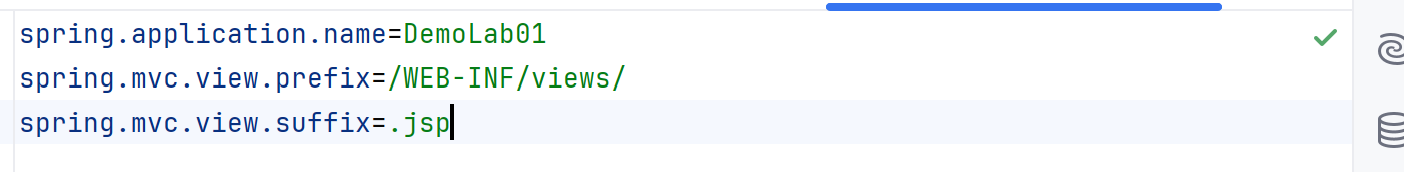 spring.application.name=DemoLab01
spring.mvc.view.prefix=/WEB-INF/views/
spring.mvc.view.suffix=.jsp